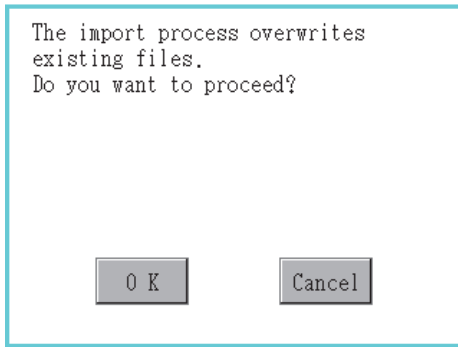 The import process overwrites
existing files.
Do you want to proceed?
O K
Cancel